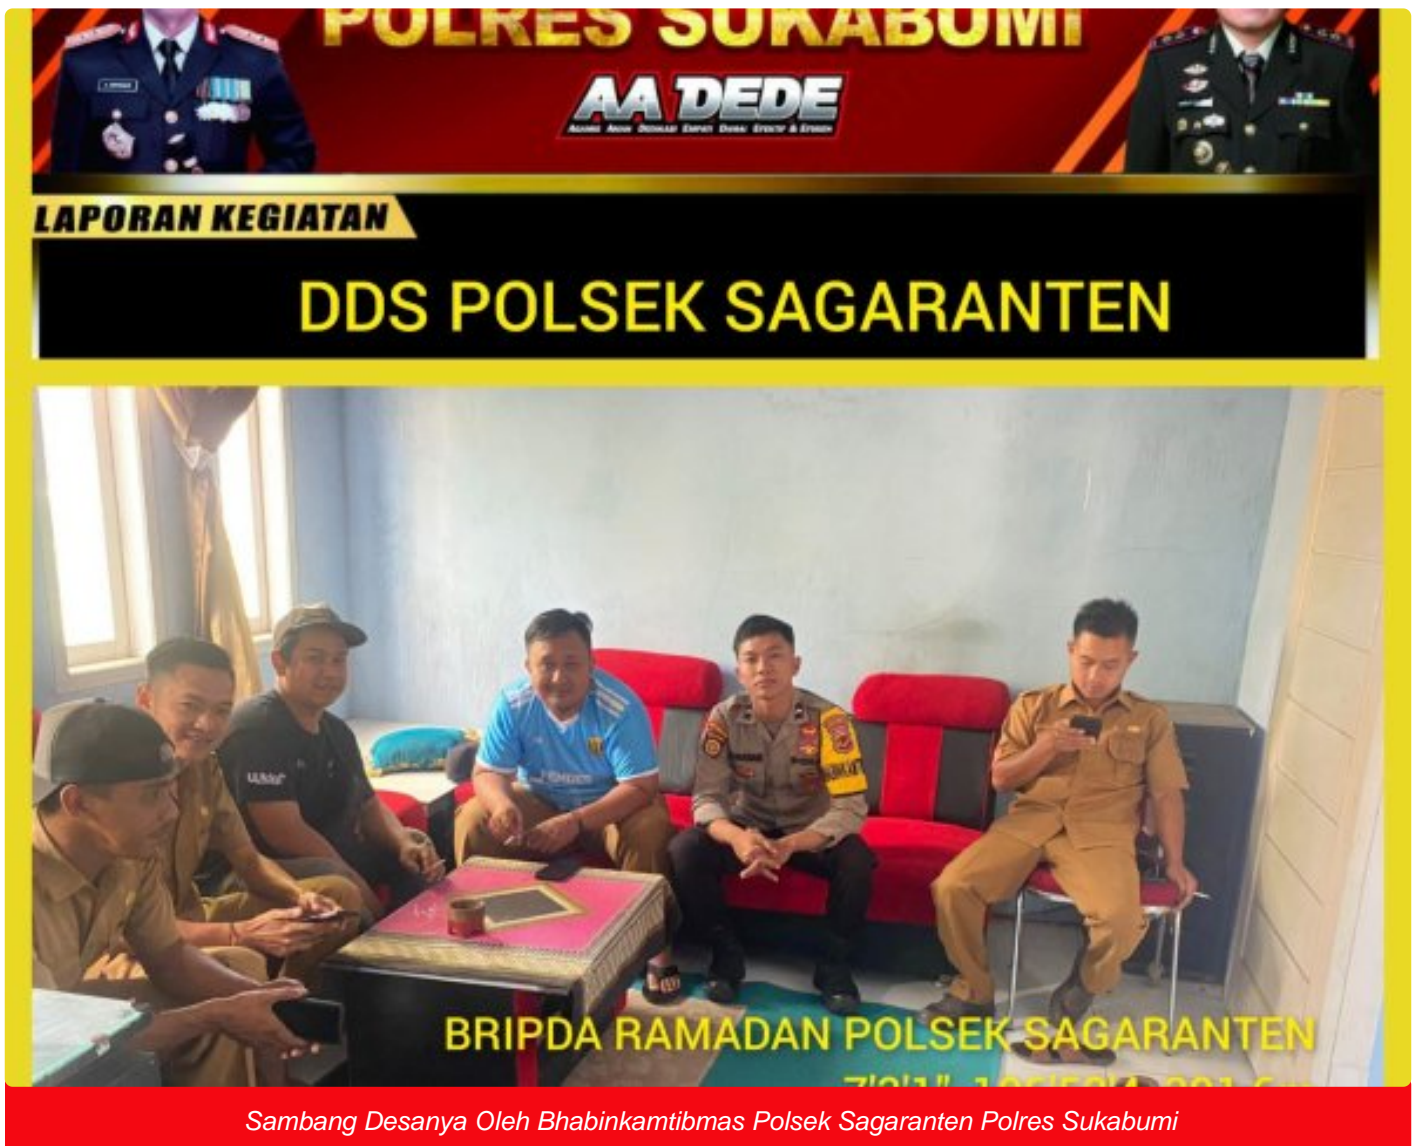 POLRES SUKABUMI
AA DEDE
LAPORAN KEGIATAN
DDS POLSEK SAGARANTEN
BRIPDA RAMADAN POLSEK SAGARANTEN
Sambang Desanya Oleh Bhabinkamtibmas Polsek Sagaranten Polres Sukabumi